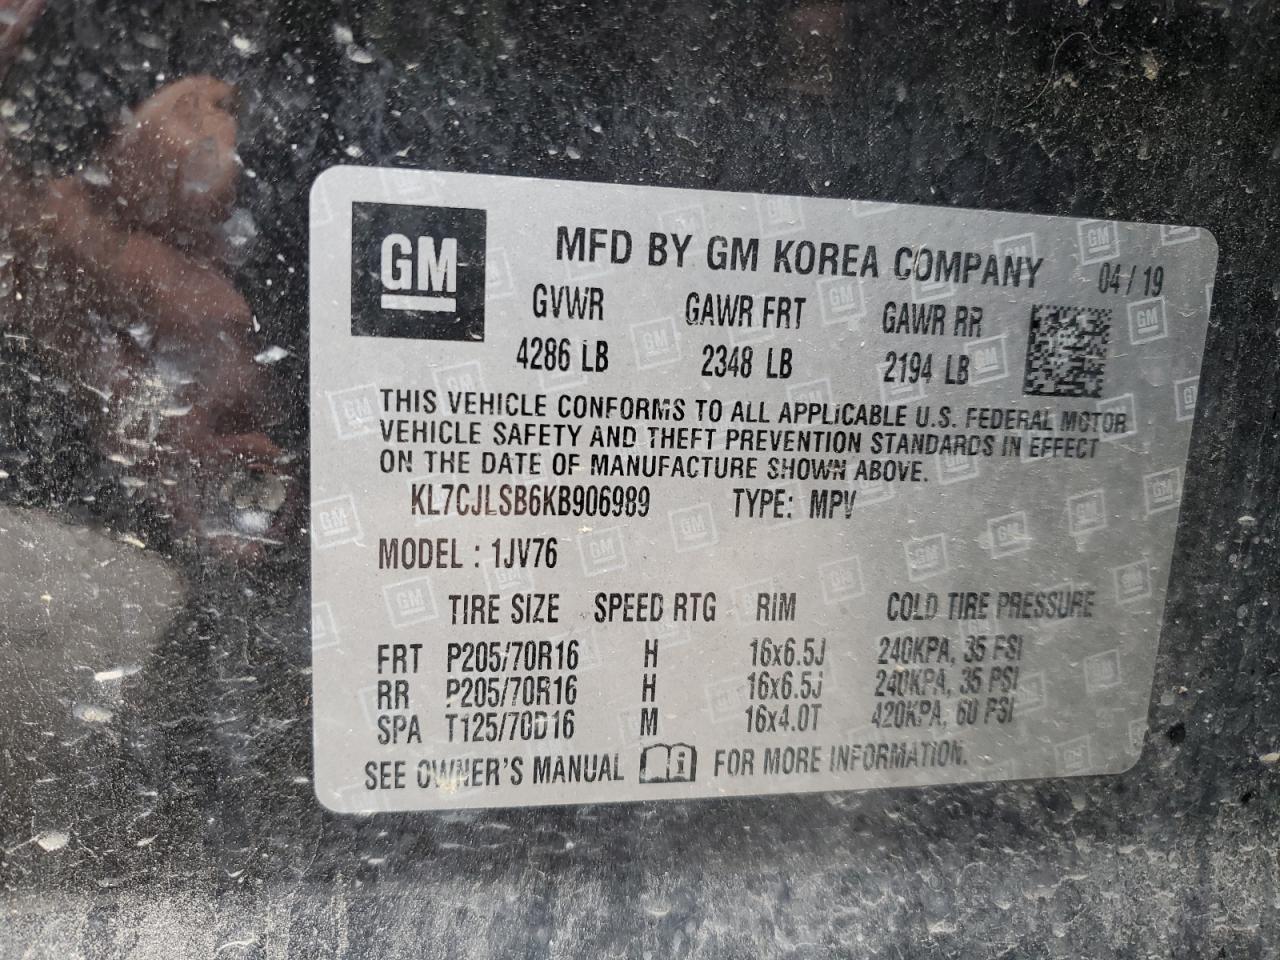 GM
MFD BY GM KOREA COMPANY 04 / 19
GVWR GAWR FRT GAWR RR
4286 LB 2348 LB 2194 LB
THIS VEHICLE CONFORMS TO ALL APPLICABLE U.S. FEDERAL MOTOR
VEHICLE SAFETY AND THEFT PREVENTION STANDARDS IN EFFECT
ON THE DATE OF MANUFACTURE SHOWN ABOVE.
KL7CJLSB6KB906989 TYPE: MPV
MODEL : 1JV76
TIRE SIZE SPEED RTG RIM COLD TIRE PRESSURE
FRT P205/70R16 H 16x6.5J 240KPA, 35 PSI
RR P205/70R16 H 16x6.5J 240KPA, 35 PSI
SPA T125/70D16 M 16x4.0T 420KPA, 60 PSI
SEE OWNER'S MANUAL i FOR MORE INFORMATION.